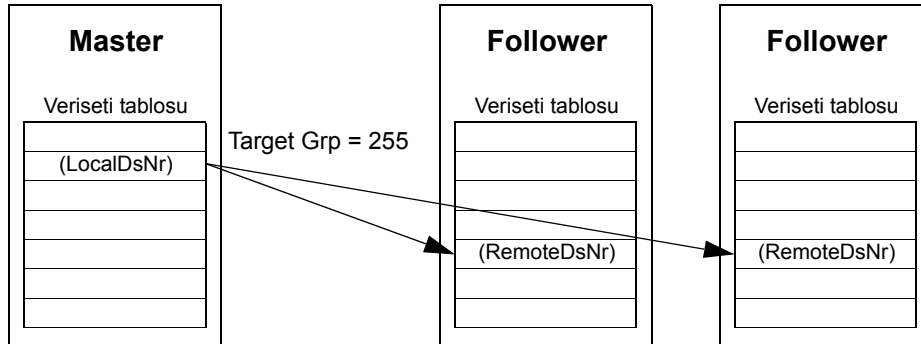 Master
Follower
Follower
Veriseti tablosu
Veriseti tablosu
Veriseti tablosu
Target Grp = 255
(LocalDsNr)
(RemoteDsNr)
(RemoteDsNr)